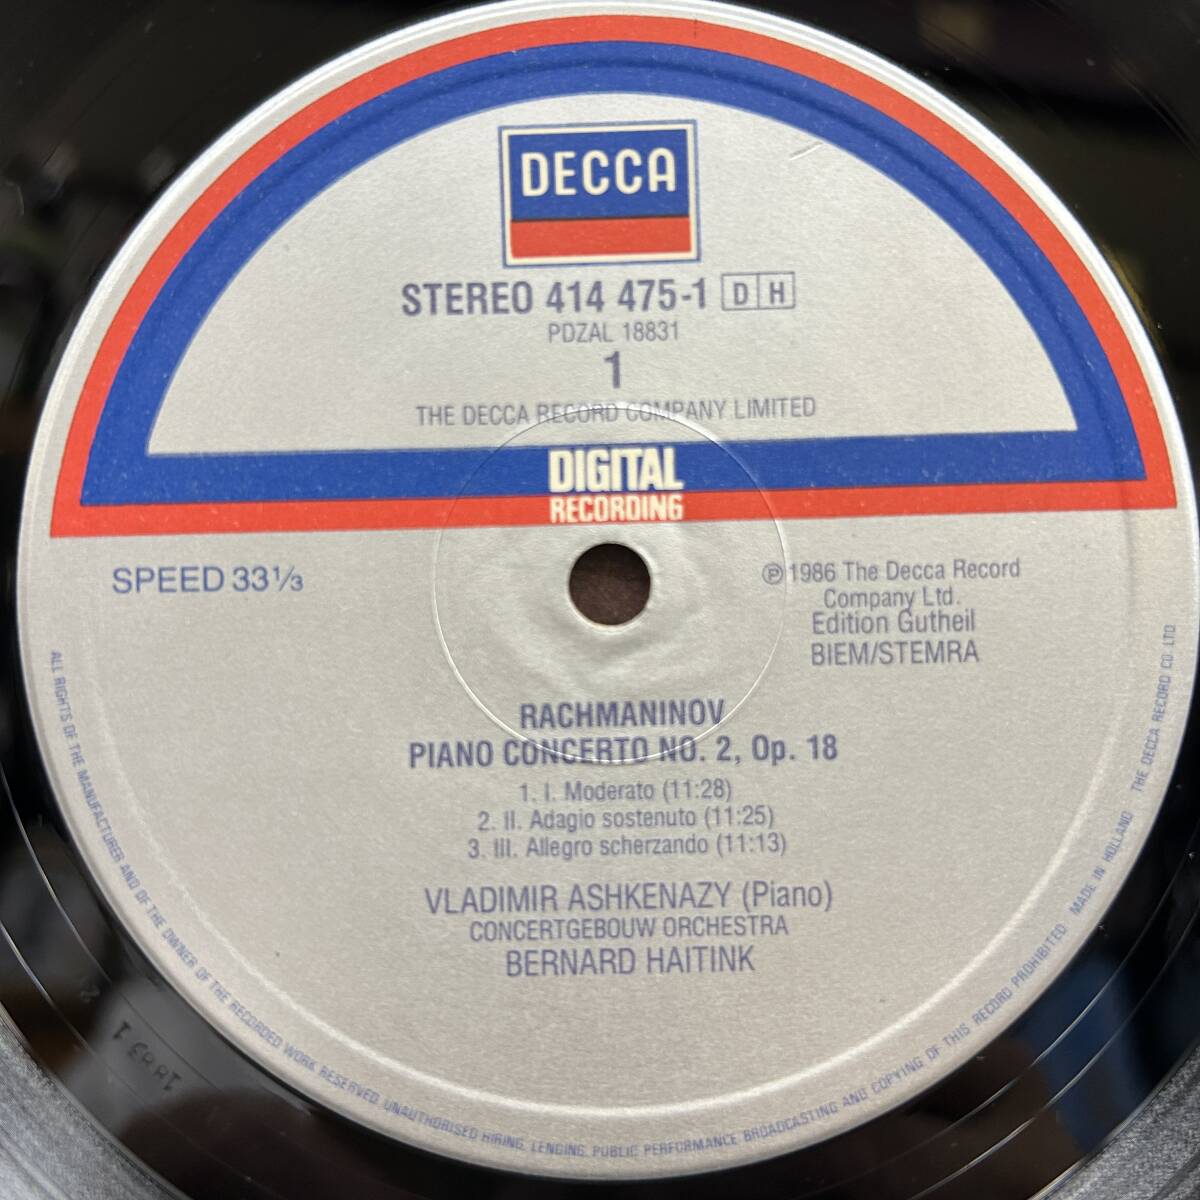 DECCA
STEREO 414 475-1 D H
PDZAL 18831
1
THE DECCA RECORD COMPANY LIMITED
DIGITAL
RECORDING
SPEED 33⅓
℗ 1986 The Decca Record
Company Ltd.
Edition Gutheil
BIEM/STEMRA
RACHMANINOV
PIANO CONCERTO NO. 2, Op. 18
1. I. Moderato (11:28)
2. II. Adagio sostenuto (11:25)
3. III. Allegro scherzando (11:13)
VLADIMIR ASHKENAZY (Piano)
CONCERTGEBOUW ORCHESTRA
BERNARD HAITINK
ALL RIGHTS OF THE MANUFACTURER AND OF THE OWNER OF THE RECORDED WORK RESERVED. UNAUTHORISED HIRING, LENDING, PUBLIC PERFORMANCE, BROADCASTING AND COPYING OF THIS RECORD PROHIBITED MADE IN HOLLAND THE DECCA RECORD CO. LTD.